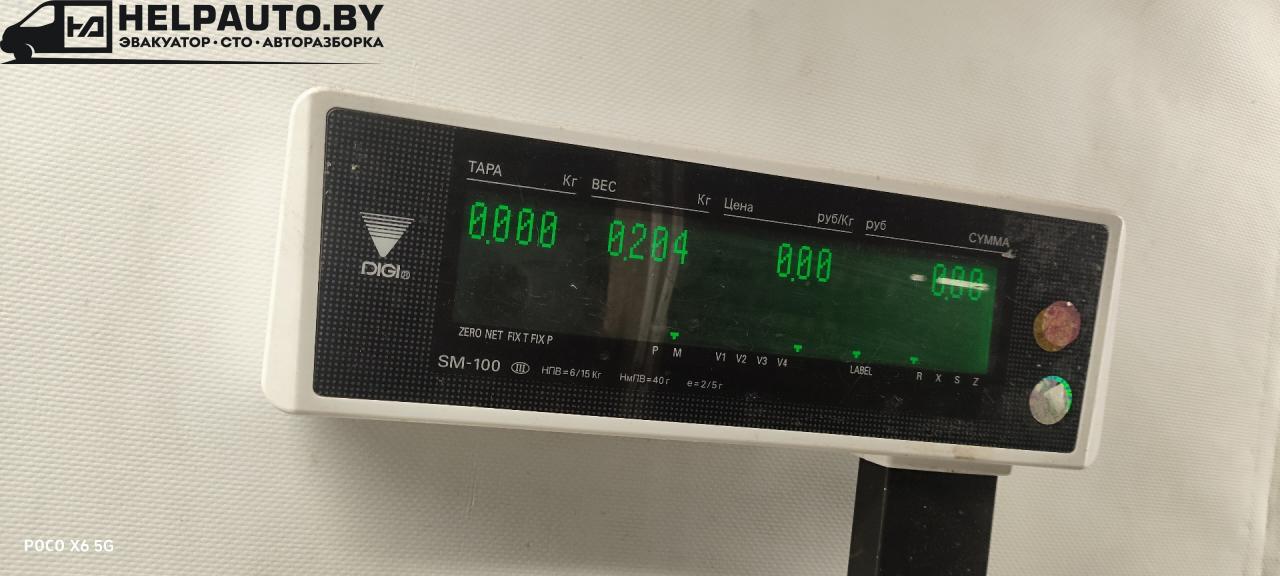 HELPAUTO.BY
ЭВАКУАТОР · СТО · АВТОРАЗБОРКА
ТАРА Кг ВЕС Кг Цена руб/Кг руб СУММА
0.000 0.204 0.00 0.00
DIGI®
ZERO NET FIX T FIX P P M V1 V2 V3 V4 LABEL R X S Z
SM-100 III НПВ=6/15 Кг НмПВ=40 г e=2/5 г
POCO X6 5G